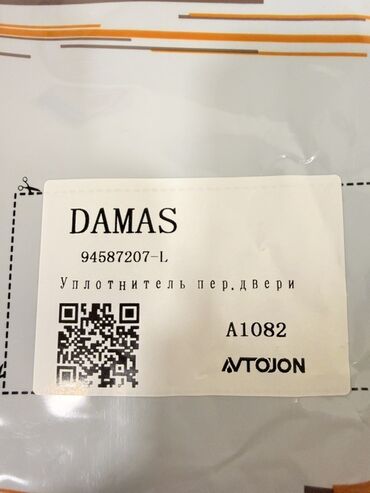 DAMAS
94587207-L
Уплотнитель пер.двери
A1082
AVTOJON